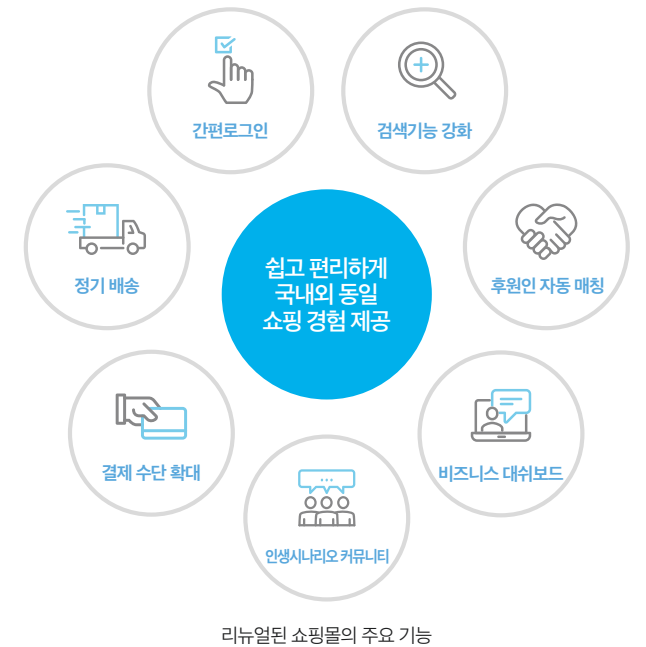 간편로그인
검색기능 강화
정기 배송
쉽고 편리하게
국내외 동일
쇼핑 경험 제공
후원인 자동 매칭
결제 수단 확대
비즈니스 대쉬보드
인생시나리오 커뮤니티
리뉴얼된 쇼핑몰의 주요 기능